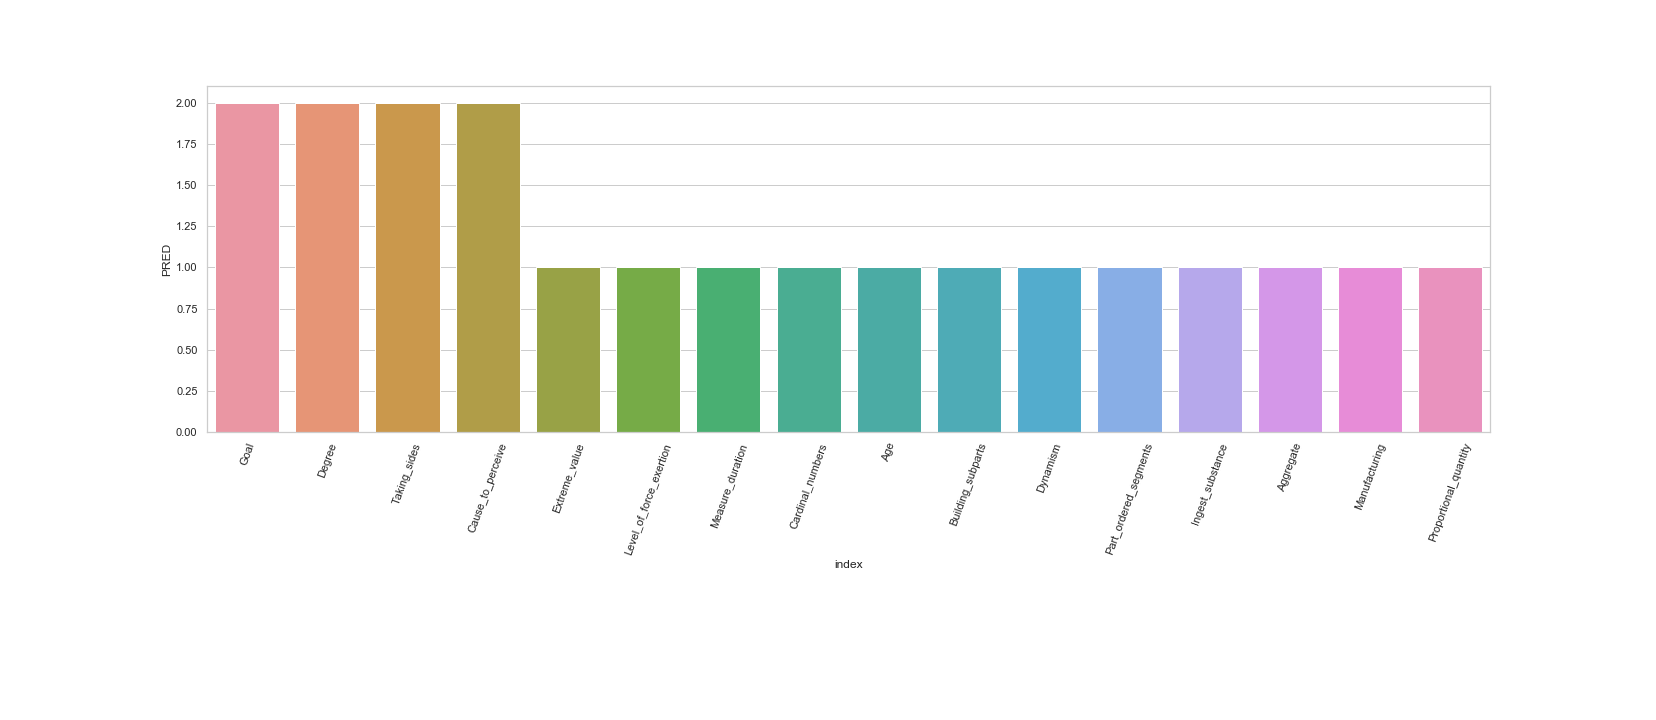 2.00
1.75
1.50
1.25
1.00
0.75
0.50
0.25
0.00
PRED
Goal
Degree
Taking_sides
Cause_to_perceive
Extreme_value
Level_of_force_exertion
Measure_duration
Cardinal_numbers
Age
Building_subparts
Dynamism
Part_ordered_segments
Ingest_substance
Aggregate
Manufacturing
Proportional_quantity
index